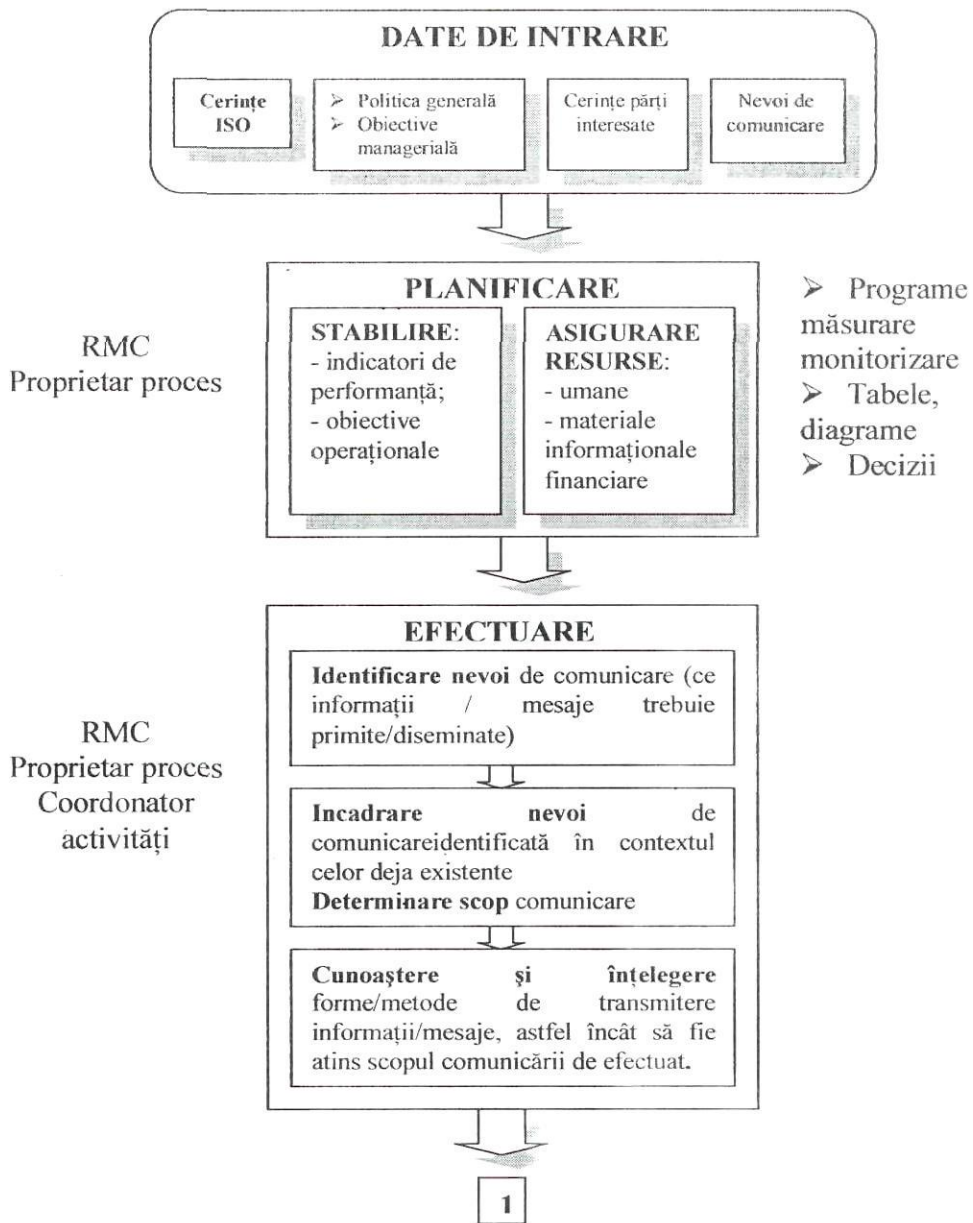 DATE DE INTRARE
Cerințe
ISO
➢ Politica generală
➢ Obiective
managerială
Cerințe părți
interesate
Nevoi de
comunicare
PLANIFICARE
RMC
Proprietar proces
STABILIRE:
- indicatori de
performanță;
- obiective
operaționale
ASIGURARE
RESURSE:
- umane
- materiale
informaționale
financiare
➢ Programe
măsurare
monitorizare
➢ Tabele,
diagrame
➢ Decizii
EFECTUARE
RMC
Proprietar proces
Coordonator
activități
Identificare nevoi de comunicare (ce
informații / mesaje trebuie
primite/diseminate)
Incadrare nevoi de
comunicareidentificată în contextul
celor deja existente
Determinare scop comunicare
Cunoaştere şi înțelegere
forme/metode de transmitere
informații/mesaje, astfel încât să fie
atins scopul comunicării de efectuat.
1